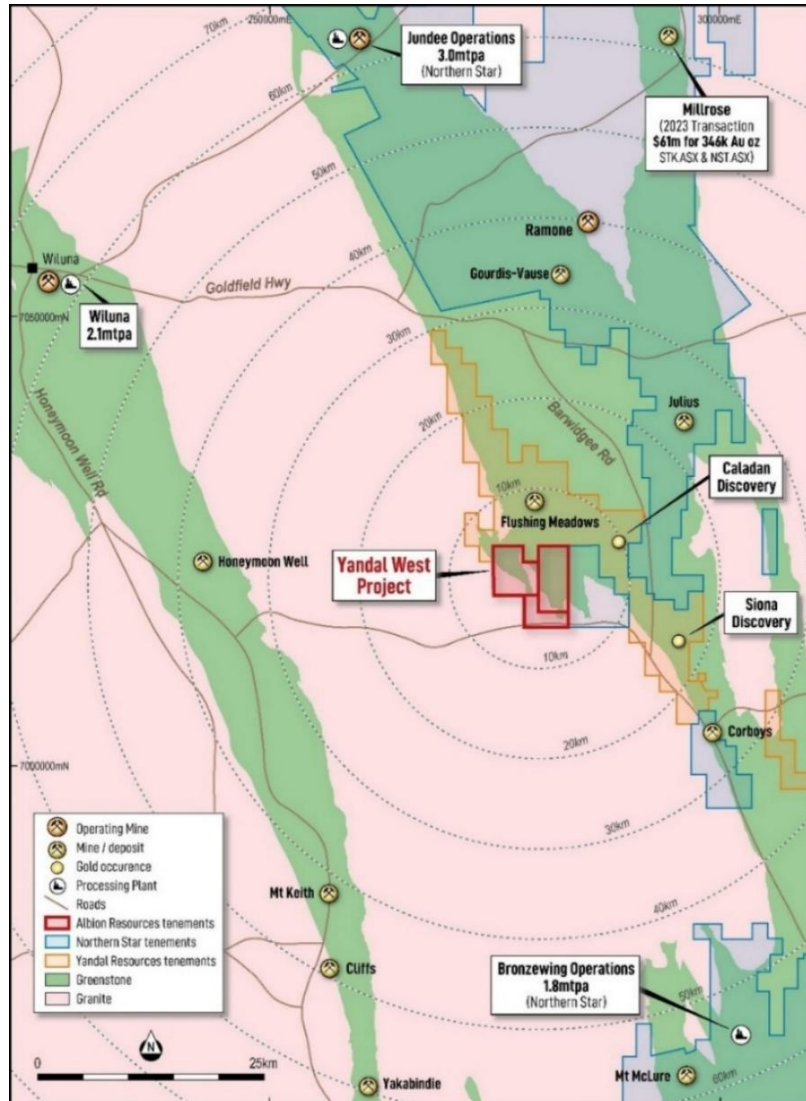 250000mE
300000mE
70km
Jundee Operations
3.0mtpa
(Northern Star)
Millrose
(2023 Transaction
$61m for 346k Au oz
STK.ASX & NST.ASX)
60km
50km
Ramone
Wiluna
40km
Gourdis-Vause
Goldfield Hwy
Wiluna
2.1mtpa
7050000mN
30km
Honeymoon Well Rd
Barwidgee Rd
Julius
20km
Caladan
Discovery
10km
Flushing Meadows
Honeymoon Well
Yandal West
Project
Siona
Discovery
10km
Corboys
20km
7000000mN
30km
Operating Mine
Mine / deposit
Gold occurence
Processing Plant
Roads
Albion Resources tenements
Northern Star tenements
Yandal Resources tenements
Greenstone
Granite
Mt Keith
40km
Cliffs
Bronzewing Operations
1.8mtpa
(Northern Star)
50km
N
0
25km
Yakabindie
Mt McLure
60km